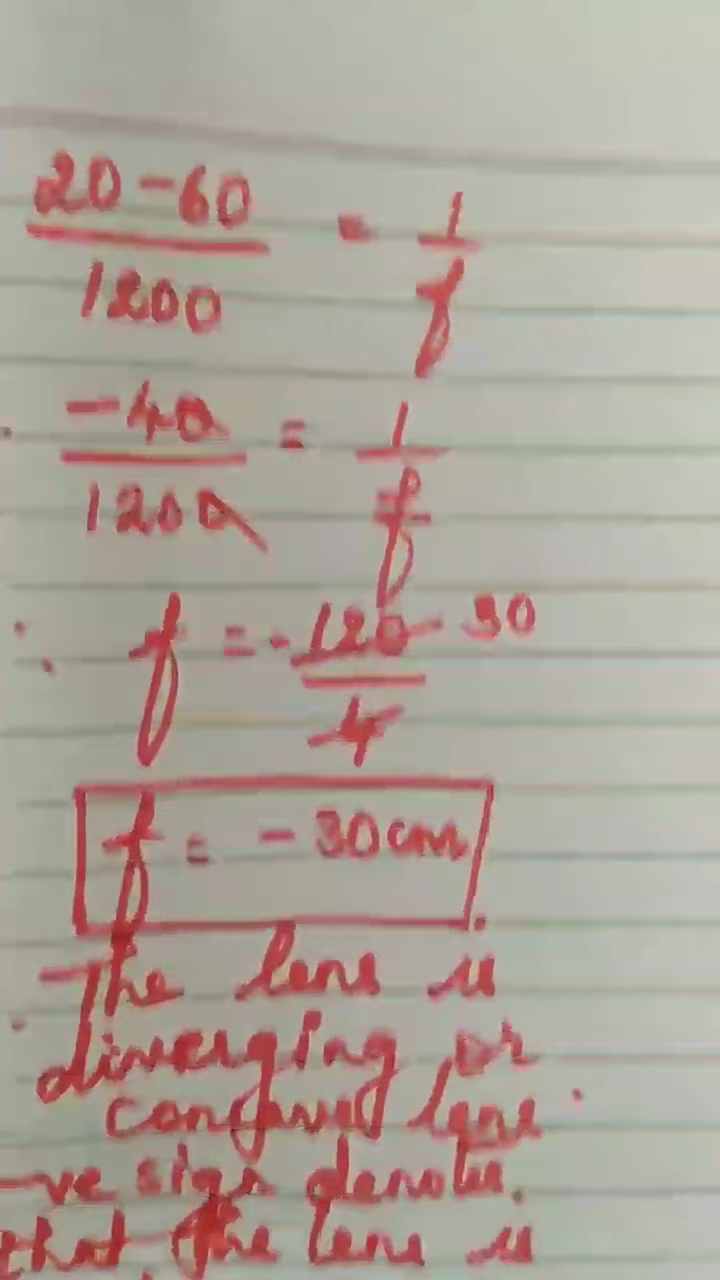 20-60 = 1
1200 f
-40 = 1
1200 f
∴ f = -120 30
4
f = -30cm.
The lens is
diverging or
concave lens.
-ve sign denotes.
that the lens is